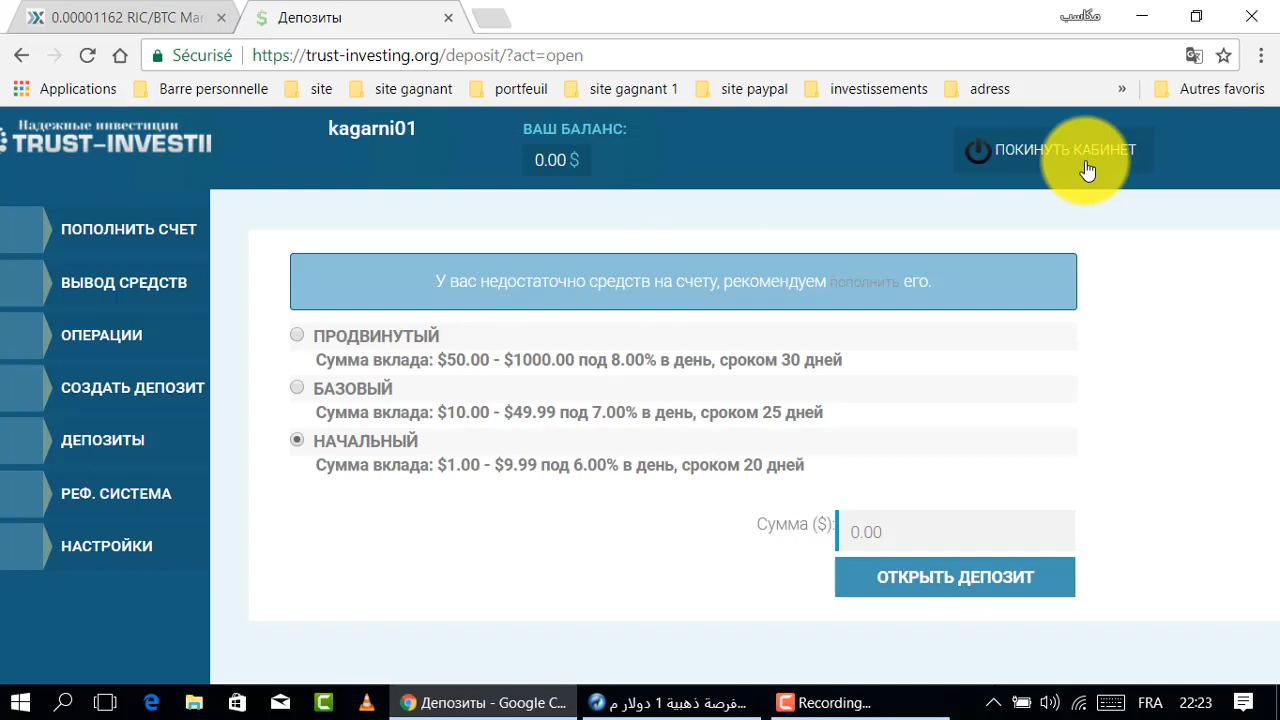 0.00001162 RIC/BTC Mar
Депозиты
مكاسب
Sécurisé
https://trust-investing.org/deposit/?act=open
Applications
Barre personnelle
site
site gagnant
portfeuil
site gagnant 1
site paypal
investissements
adress
»
Autres favoris
Надежные инвестиции
TRUST-INVESTI
kagarni01
ВАШ БАЛАНС:
0.00 $
ПОКИНУТЬ КАБИНЕТ
ПОПОЛНИТЬ СЧЕТ
ВЫВОД СРЕДСТВ
ОПЕРАЦИИ
СОЗДАТЬ ДЕПОЗИТ
ДЕПОЗИТЫ
РЕФ. СИСТЕМА
НАСТРОЙКИ
У вас недостаточно средств на счету, рекомендуем пополнить его.
ПРОДВИНУТЫЙ
Сумма вклада: $50.00 - $1000.00 под 8.00% в день, сроком 30 дней
БАЗОВЫЙ
Сумма вклада: $10.00 - $49.99 под 7.00% в день, сроком 25 дней
НАЧАЛЬНЫЙ
Сумма вклада: $1.00 - $9.99 под 6.00% в день, сроком 20 дней
Сумма ($):
0.00
ОТКРЫТЬ ДЕПОЗИТ
Депозиты - Google C...
فرصة ذهبية 1 دولار م...
Recording...
FRA
22:23